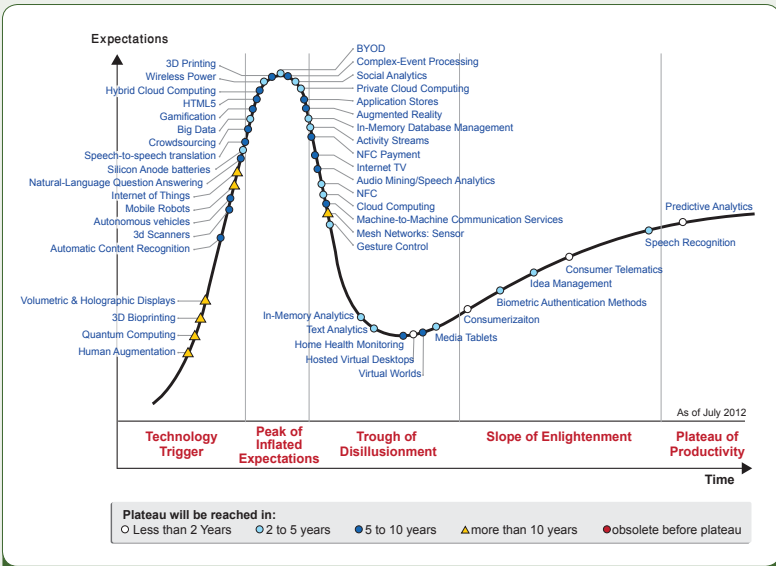 Expectations
3D Printing
Wireless Power
Hybrid Cloud Computing
HTML5
Gamification
Big Data
Crowdsourcing
Speech-to-speech translation
Silicon Anode batteries
Natural-Language Question Answering
Internet of Things
Mobile Robots
Autonomous vehicles
3d Scanners
Automatic Content Recognition
Volumetric & Holographic Displays
3D Bioprinting
Quantum Computing
Human Augmentation
BYOD
Complex-Event Processing
Social Analytics
Private Cloud Computing
Application Stores
Augmented Reality
In-Memory Database Management
Activity Streams
NFC Payment
Internet TV
Audio Mining/Speech Analytics
NFC
Cloud Computing
Machine-to-Machine Communication Services
Mesh Networks: Sensor
Gesture Control
In-Memory Analytics
Text Analytics
Home Health Monitoring
Hosted Virtual Desktops
Virtual Worlds
Media Tablets
Consumerizaiton
Biometric Authentication Methods
Idea Management
Consumer Telematics
Speech Recognition
Predictive Analytics
As of July 2012
Technology
Trigger
Peak of
Inflated
Expectations
Trough of
Disillusionment
Slope of Enlightenment
Plateau of
Productivity
Time
Plateau will be reached in:
Less than 2 Years 2 to 5 years 5 to 10 years more than 10 years obsolete before plateau